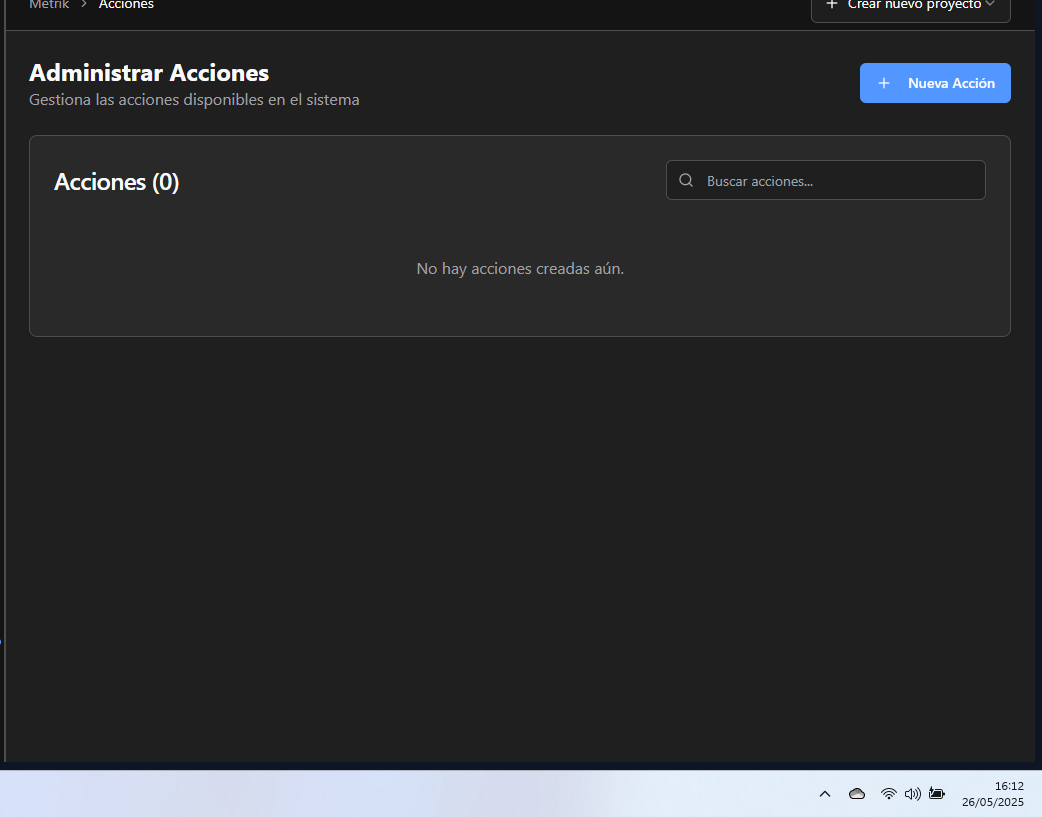 Metrik > Acciones
+ Crear nuevo proyecto
Administrar Acciones
Gestiona las acciones disponibles en el sistema
+ Nueva Acción
Acciones (0)
Buscar acciones...
No hay acciones creadas aún.
16:12
26/05/2025